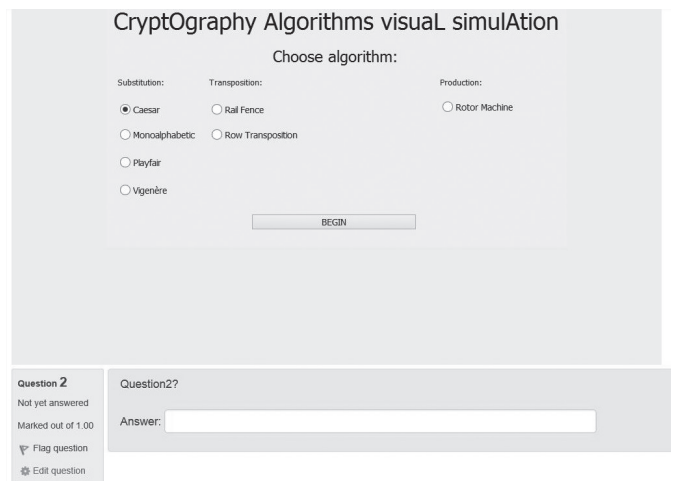 CryptOgraphy Algorithms visuaL simulAtion
Choose algorithm:
Substitution: Transposition: Production:
Caesar Rail Fence Rotor Machine
Monoalphabetic Row Transposition
Playfair
Vigenère
BEGIN
Question 2
Not yet answered
Marked out of 1.00
Flag question
Edit question
Question2?
Answer: